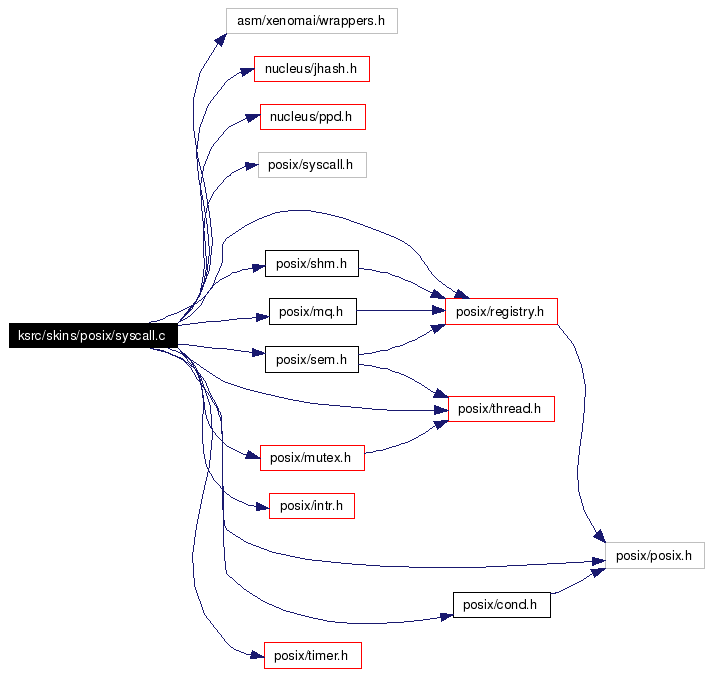 asm/xenomai/wrappers.h
nucleus/jhash.h
nucleus/ppd.h
posix/syscall.h
posix/shm.h
posix/mq.h
posix/registry.h
ksrc/skins/posix/syscall.c
posix/sem.h
posix/thread.h
posix/mutex.h
posix/intr.h
posix/posix.h
posix/cond.h
posix/timer.h